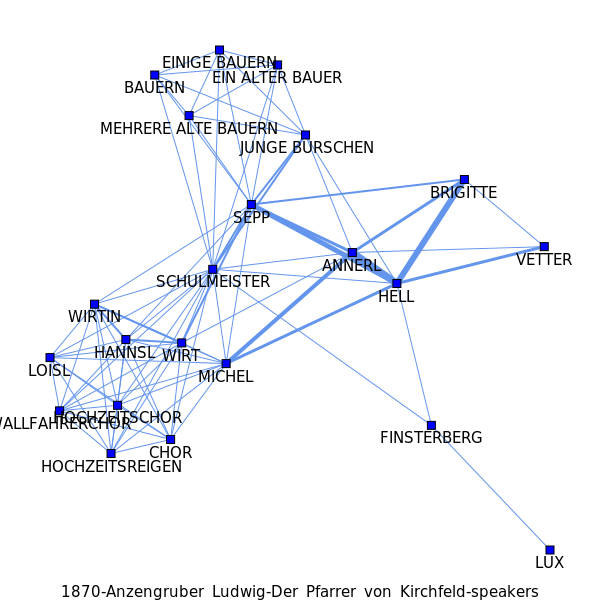 EINIGE BAUERN
EIN ALTER BAUER
BAUERN
MEHRERE ALTE BAUERN
JUNGE BURSCHEN
BRIGITTE
SEPP
VETTER
ANNERL
SCHULMEISTER
HELL
WIRTIN
HANNSL
WIRT
LOISL
MICHEL
HOCHZEITSCHOR
WALLFAHRERCHOR
FINSTERBERG
CHOR
HOCHZEITSREIGEN
LUX
1870-Anzengruber Ludwig-Der Pfarrer von Kirchfeld-speakers